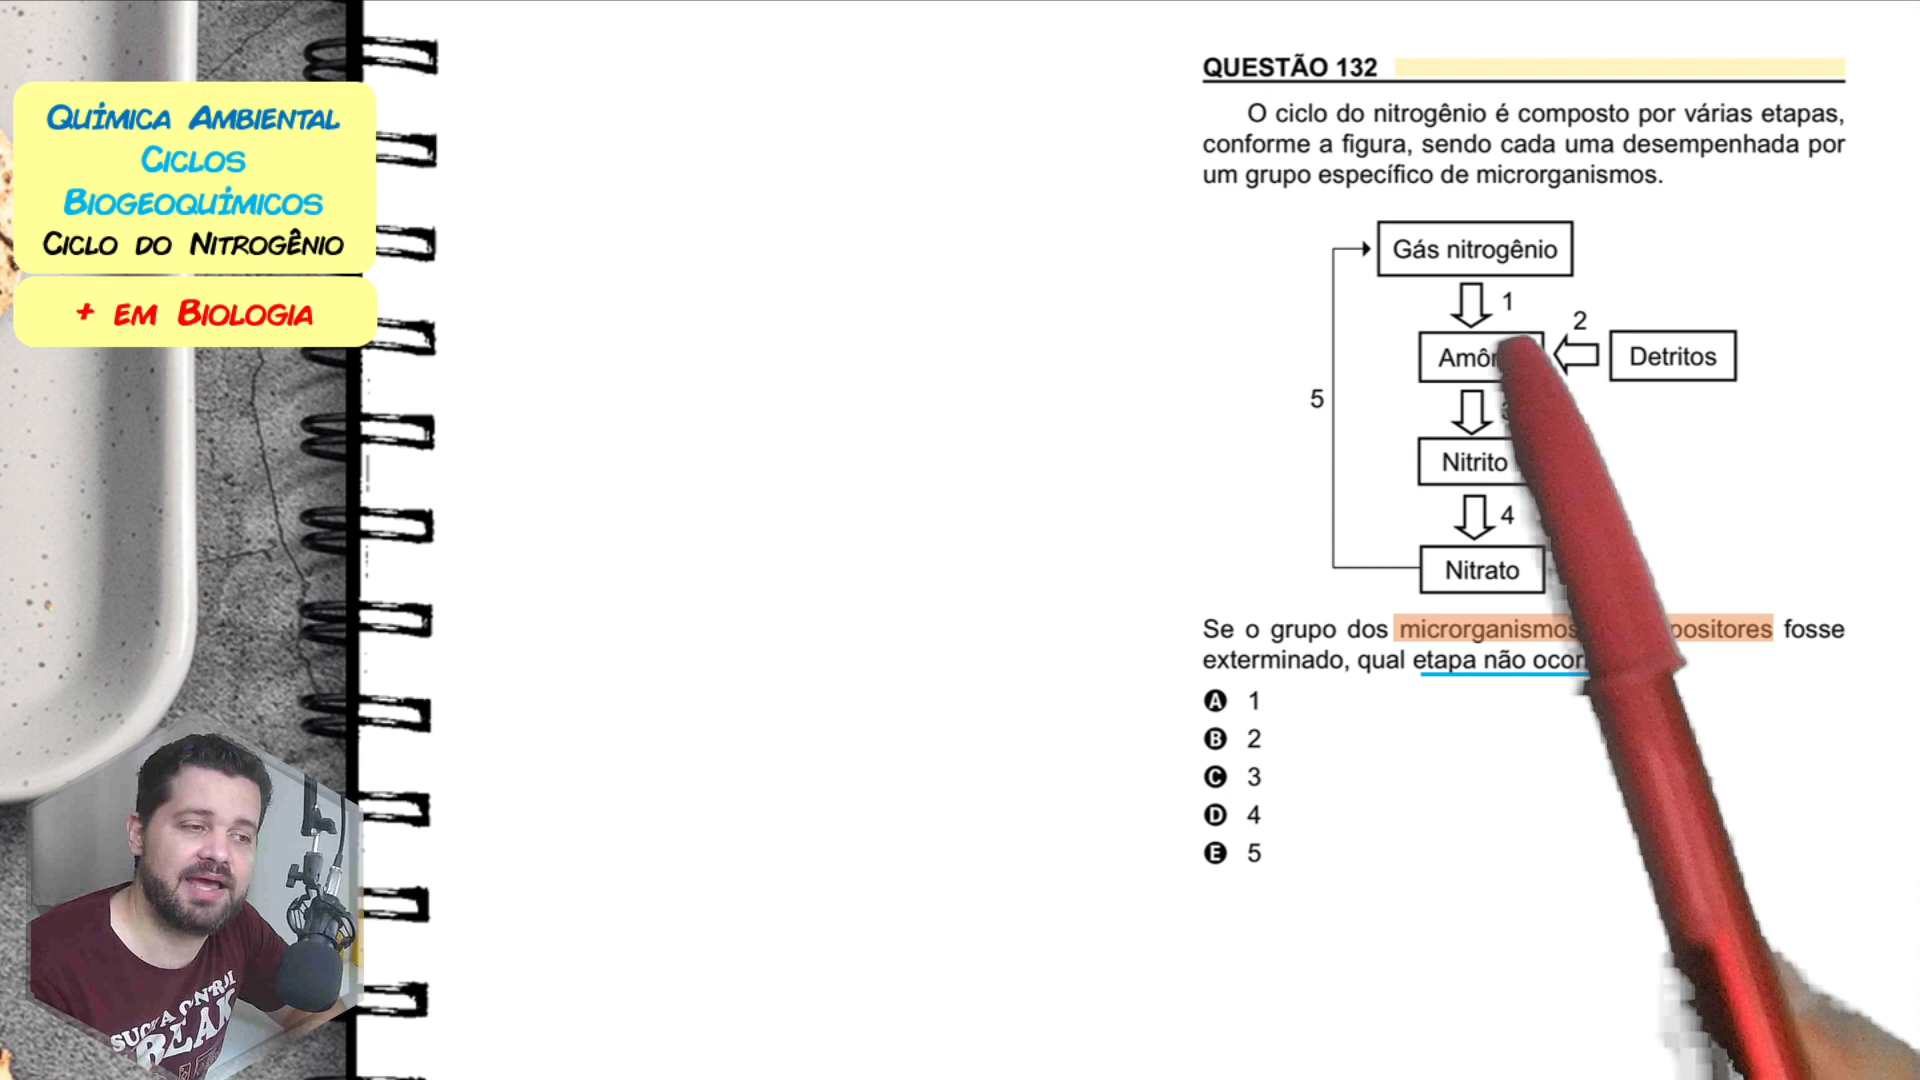 QUÍMICA AMBIENTAL
CICLOS
BIOGEOQUÍMICOS
CICLO DO NITROGÊNIO
+ EM BIOLOGIA
QUESTÃO 132
O ciclo do nitrogênio é composto por várias etapas,
conforme a figura, sendo cada uma desempenhada por
um grupo específico de microrganismos.
Gás nitrogênio
1
2
Detritos
5
Nitrito
4
Nitrato
Se o grupo dos microrganismos fosse
exterminado, qual etapa não
A 1
B 2
C 3
D 4
E 5